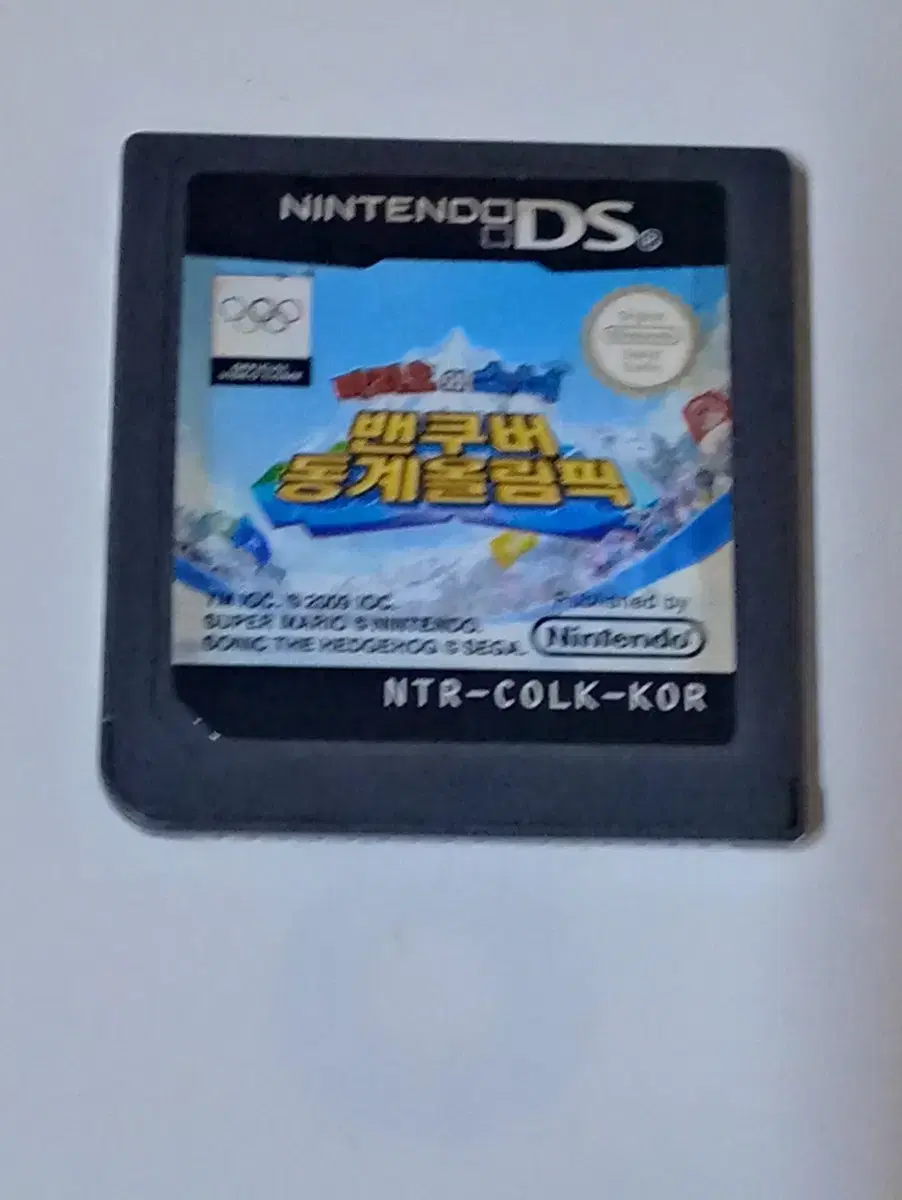 NINTENDO DS®
밴쿠버
동계올림픽
TM IOC. © 2009 IOC.
SUPER MARIO © NINTENDO.
SONIC THE HEDGEHOG © SEGA.
Published by
Nintendo
NTR-COLK-KOR